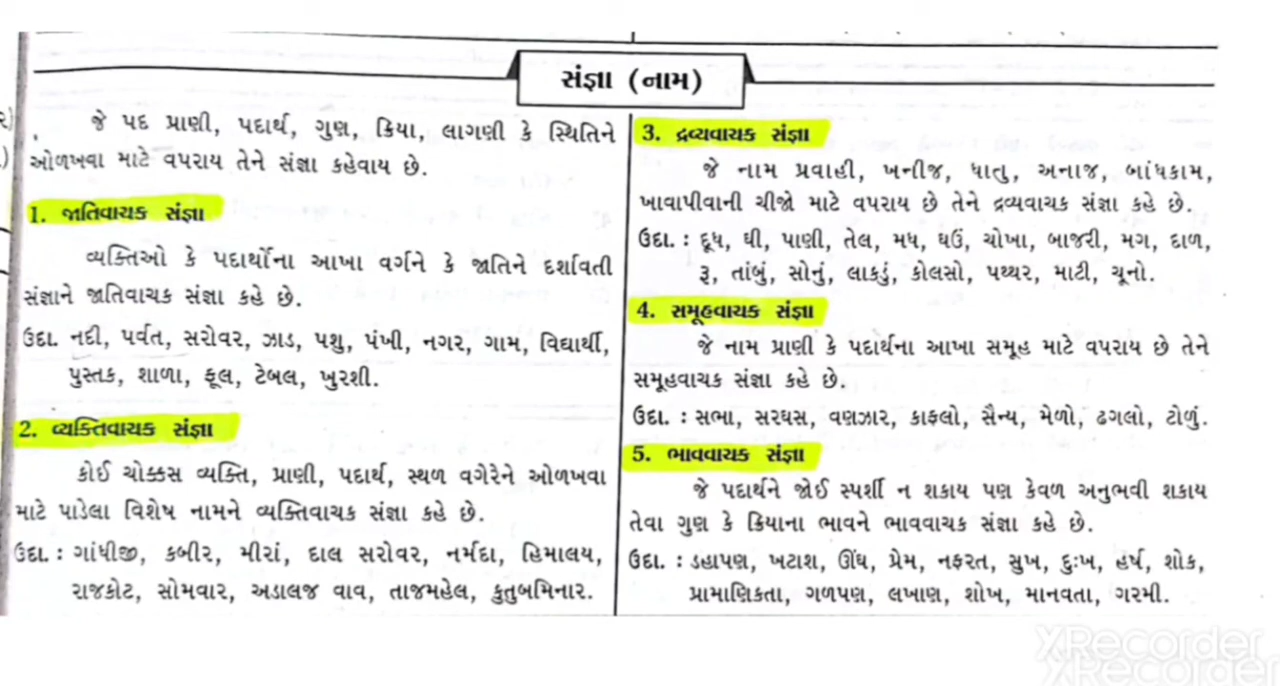 સંજ્ઞા (નામ)
જે પદ પ્રાણી, પદાર્થ, ગુણ, ક્રિયા, લાગણી કે સ્થિતિને
ઓળખવા માટે વપરાય તેને સંજ્ઞા કહેવાય છે.
1. જાતિવાચક સંજ્ઞા
વ્યક્તિઓ કે પદાર્થોના આખા વર્ગને કે જાતિને દર્શાવતી
સંજ્ઞાને જાતિવાચક સંજ્ઞા કહે છે.
ઉદા. નદી, પર્વત, સરોવર, ઝાડ, પશુ, પંખી, નગર, ગામ, વિદ્યાર્થી,
પુસ્તક, શાળા, ફૂલ, ટેબલ, ખુરશી.
2. વ્યક્તિવાચક સંજ્ઞા
કોઈ ચોક્કસ વ્યક્તિ, પ્રાણી, પદાર્થ, સ્થળ વગેરેને ઓળખવા
માટે પાડેલા વિશેષ નામને વ્યક્તિવાચક સંજ્ઞા કહે છે.
ઉદા. : ગાંધીજી, કબીર, મીરાં, દાલ સરોવર, નર્મદા, હિમાલય,
રાજકોટ, સોમવાર, અડાલજ વાવ, તાજમહેલ, કુતુબમિનાર.
3. દ્રવ્યવાચક સંજ્ઞા
જે નામ પ્રવાહી, ખનીજ, ધાતુ, અનાજ, બાંધકામ,
ખાવાપીવાની ચીજો માટે વપરાય છે તેને દ્રવ્યવાચક સંજ્ઞા કહે છે.
ઉદા. : દૂધ, ઘી, પાણી, તેલ, મધ, ઘઉં, ચોખા, બાજરી, મગ, દાળ,
રૂ, તાંબું, સોનું, લાકડું, કોલસો, પથ્થર, માટી, ચૂનો.
4. સમૂહવાચક સંજ્ઞા
જે નામ પ્રાણી કે પદાર્થના આખા સમૂહ માટે વપરાય છે તેને
સમૂહવાચક સંજ્ઞા કહે છે.
ઉદા. : સભા, સરઘસ, વણઝાર, કાફલો, સૈન્ય, મેળો, ઢગલો, ટોળું.
5. ભાવવાચક સંજ્ઞા
જે પદાર્થને જોઈ સ્પર્શી ન શકાય પણ કેવળ અનુભવી શકાય
તેવા ગુણ કે ક્રિયાના ભાવને ભાવવાચક સંજ્ઞા કહે છે.
ઉદા. : ડહાપણ, ખટાશ, ઊંઘ, પ્રેમ, નફરત, સુખ, દુઃખ, હર્ષ, શોક,
પ્રામાણિકતા, ગળપણ, લખાણ, શોખ, માનવતા, ગરમી.
XRecorder
XRecorder